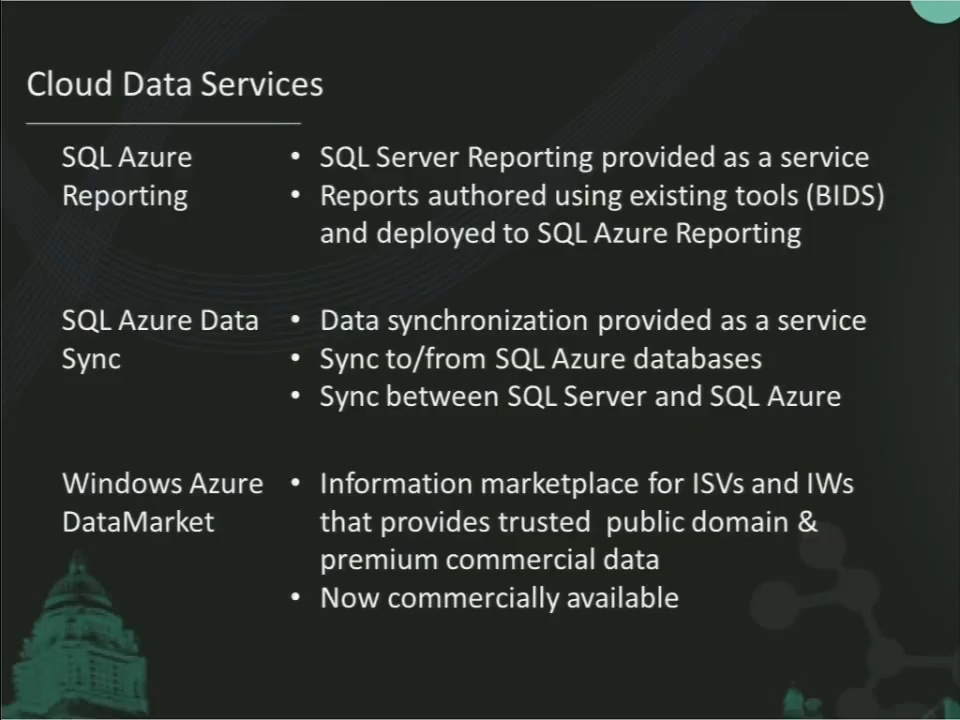 Cloud Data Services
SQL Azure
Reporting
• SQL Server Reporting provided as a service
• Reports authored using existing tools (BIDS)
and deployed to SQL Azure Reporting
SQL Azure Data
Sync
• Data synchronization provided as a service
• Sync to/from SQL Azure databases
• Sync between SQL Server and SQL Azure
Windows Azure
DataMarket
• Information marketplace for ISVs and IWs
that provides trusted  public domain &
premium commercial data
• Now commercially available